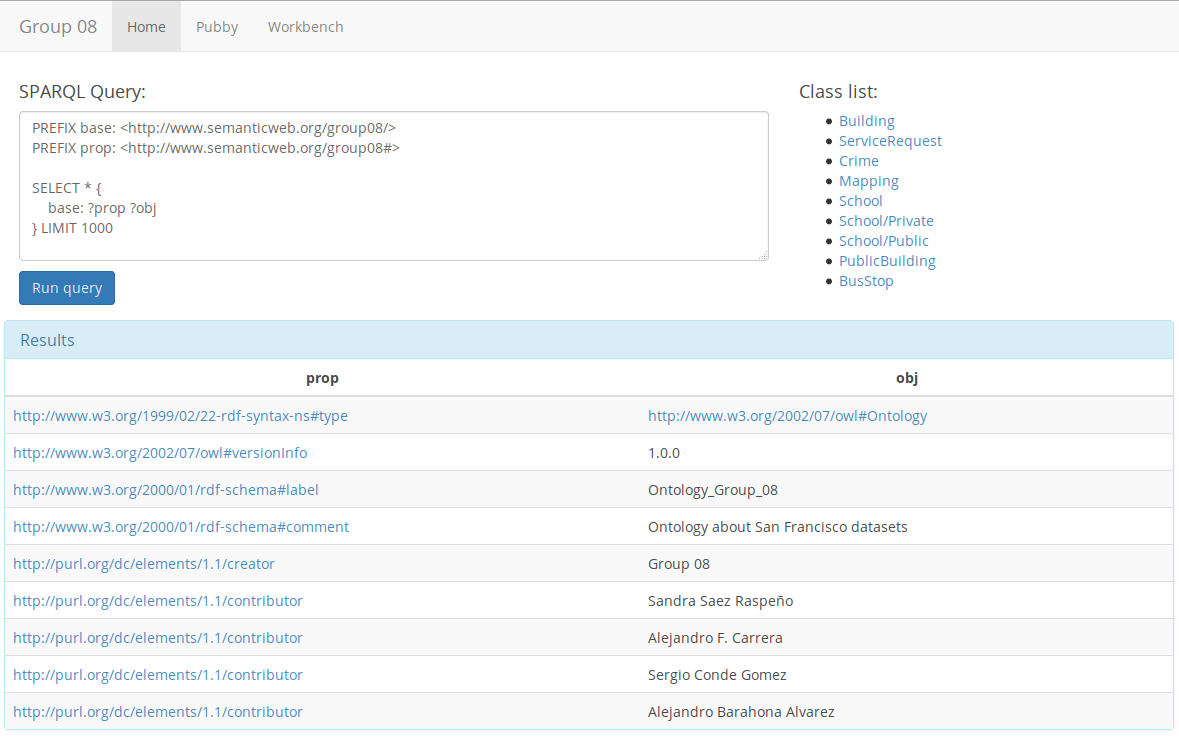 Group 08 Home Pubby Workbench
SPARQL Query:
PREFIX base: <http://www.semanticweb.org/group08/>
PREFIX prop: <http://www.semanticweb.org/group08#>
SELECT * {
base: ?prop ?obj
} LIMIT 1000
Run query
Class list:
Building
ServiceRequest
Crime
Mapping
School
School/Private
School/Public
PublicBuilding
BusStop
Results
prop obj
http://www.w3.org/1999/02/22-rdf-syntax-ns#type http://www.w3.org/2002/07/owl#Ontology
http://www.w3.org/2002/07/owl#versionInfo 1.0.0
http://www.w3.org/2000/01/rdf-schema#label Ontology_Group_08
http://www.w3.org/2000/01/rdf-schema#comment Ontology about San Francisco datasets
http://purl.org/dc/elements/1.1/creator Group 08
http://purl.org/dc/elements/1.1/contributor Sandra Saez Raspeño
http://purl.org/dc/elements/1.1/contributor Alejandro F. Carrera
http://purl.org/dc/elements/1.1/contributor Sergio Conde Gomez
http://purl.org/dc/elements/1.1/contributor Alejandro Barahona Alvarez